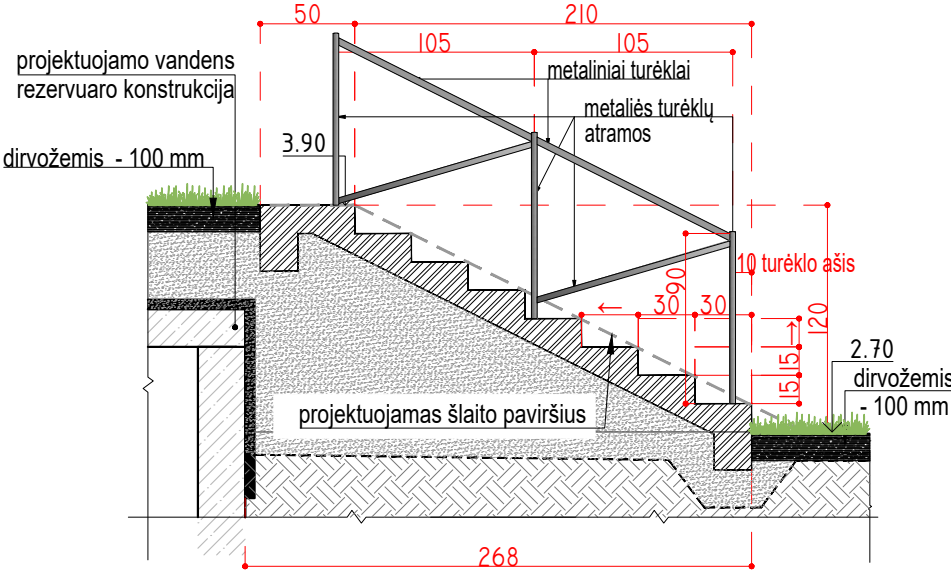 50
210
105
105
projektuojamo vandens
rezervuaro konstrukcija
metaliniai turėklai
metaliės turėklų
atramos
3.90
dirvožemis - 100 mm
10 turėklo ašis
90
30
30
120
15
15
2.70
dirvožemis
- 100 mm
projektuojamas šlaito paviršius
268